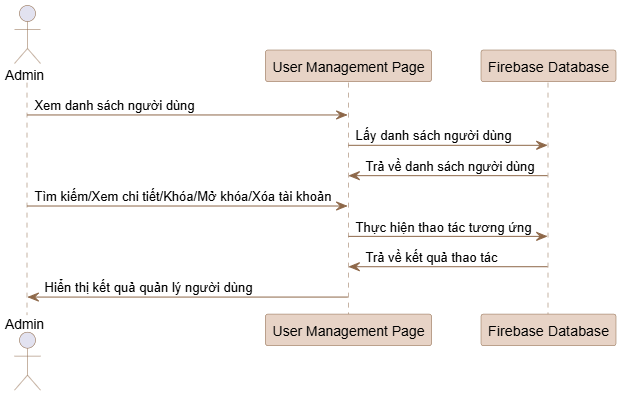 Admin
User Management Page
Firebase Database
Xem danh sách người dùng
Lấy danh sách người dùng
Trả về danh sách người dùng
Tìm kiếm/Xem chi tiết/Khóa/Mở khóa/Xóa tài khoản
Thực hiện thao tác tương ứng
Trả về kết quả thao tác
Hiển thị kết quả quản lý người dùng
Admin
User Management Page
Firebase Database